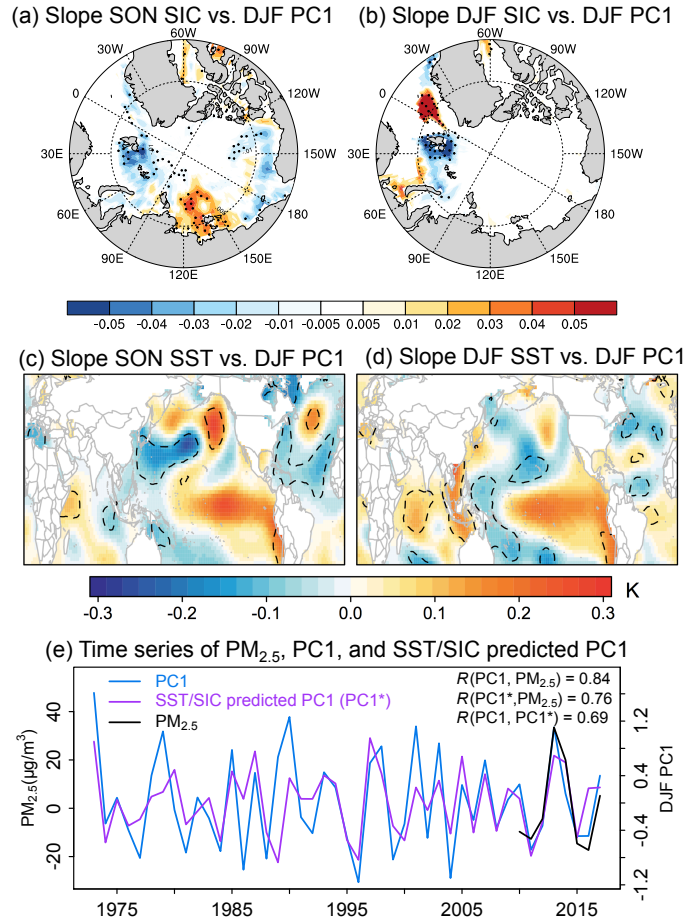 (a) Slope SON SIC vs. DJF PC1
(b) Slope DJF SIC vs. DJF PC1
60W
30W 90W
0 120W
30E 150W
60E 180
90E 150E
120E
60W
30W 90W
0 120W
30E 150W
60E 180
90E 150E
120E
-0.05 -0.04 -0.03 -0.02 -0.01 -0.005 0.005 0.01 0.02 0.03 0.04 0.05
(c) Slope SON SST vs. DJF PC1
(d) Slope DJF SST vs. DJF PC1
-0.3 -0.2 -0.1 0.0 0.1 0.2 0.3 K
(e) Time series of PM2.5, PC1, and SST/SIC predicted PC1
PC1
SST/SIC predicted PC1 (PC1*)
PM2.5
R(PC1, PM2.5) = 0.84
R(PC1*,PM2.5) = 0.76
R(PC1, PC1*) = 0.69
PM2.5(μg/m3)
40
20
0
-20
1.2
0.4
-0.4
-1.2
DJF PC1
1975 1985 1995 2005 2015